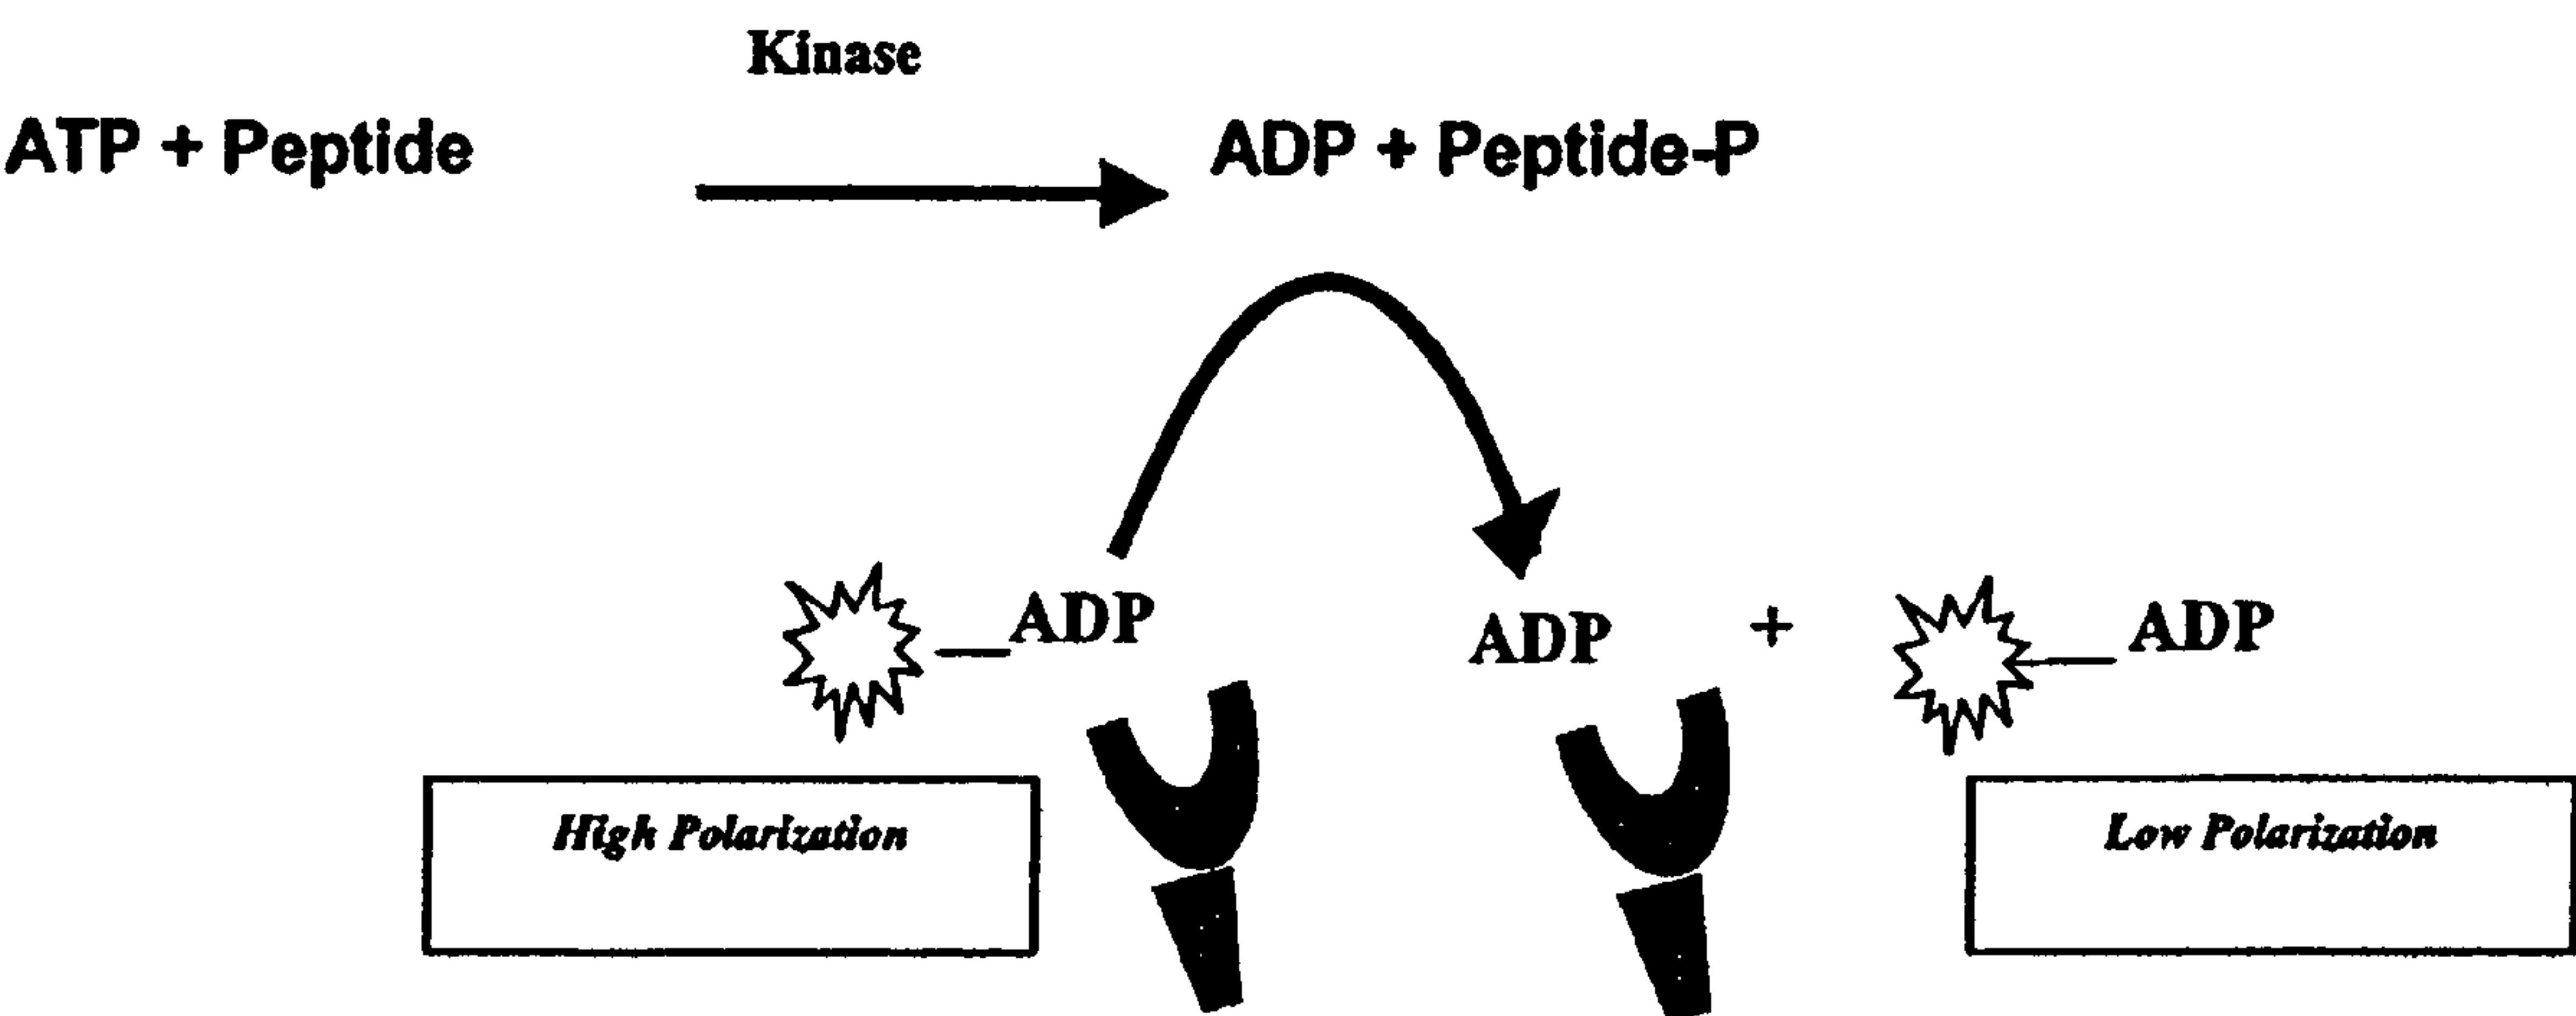 Kinase
ATP + Peptide
ADP + Peptide-P
ADP
ADP + ADP
High Polarization
Low Polarization